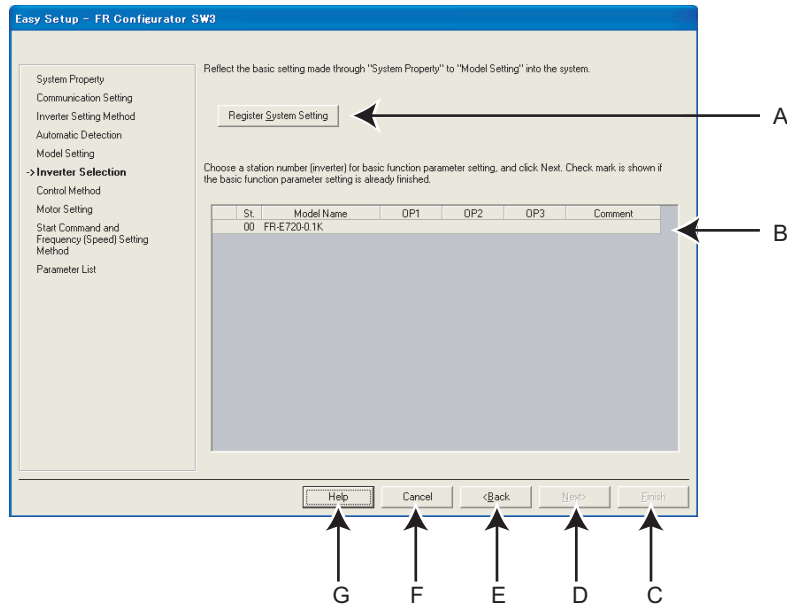 Easy Setup - FR Configurator SW3
System Property
Communication Setting
Inverter Setting Method
Automatic Detection
Model Setting
->Inverter Selection
Control Method
Motor Setting
Start Command and
Frequency (Speed) Setting
Method
Parameter List
Reflect the basic setting made through "System Property" to "Model Setting" into the system.
Register System Setting
A
Choose a station number (inverter) for basic function parameter setting, and click Next. Check mark is shown if
the basic function parameter setting is already finished.
St. Model Name OP1 OP2 OP3 Comment
00 FR-E720-0.1K
B
Help Cancel <Back Next> Finish
G F E D C